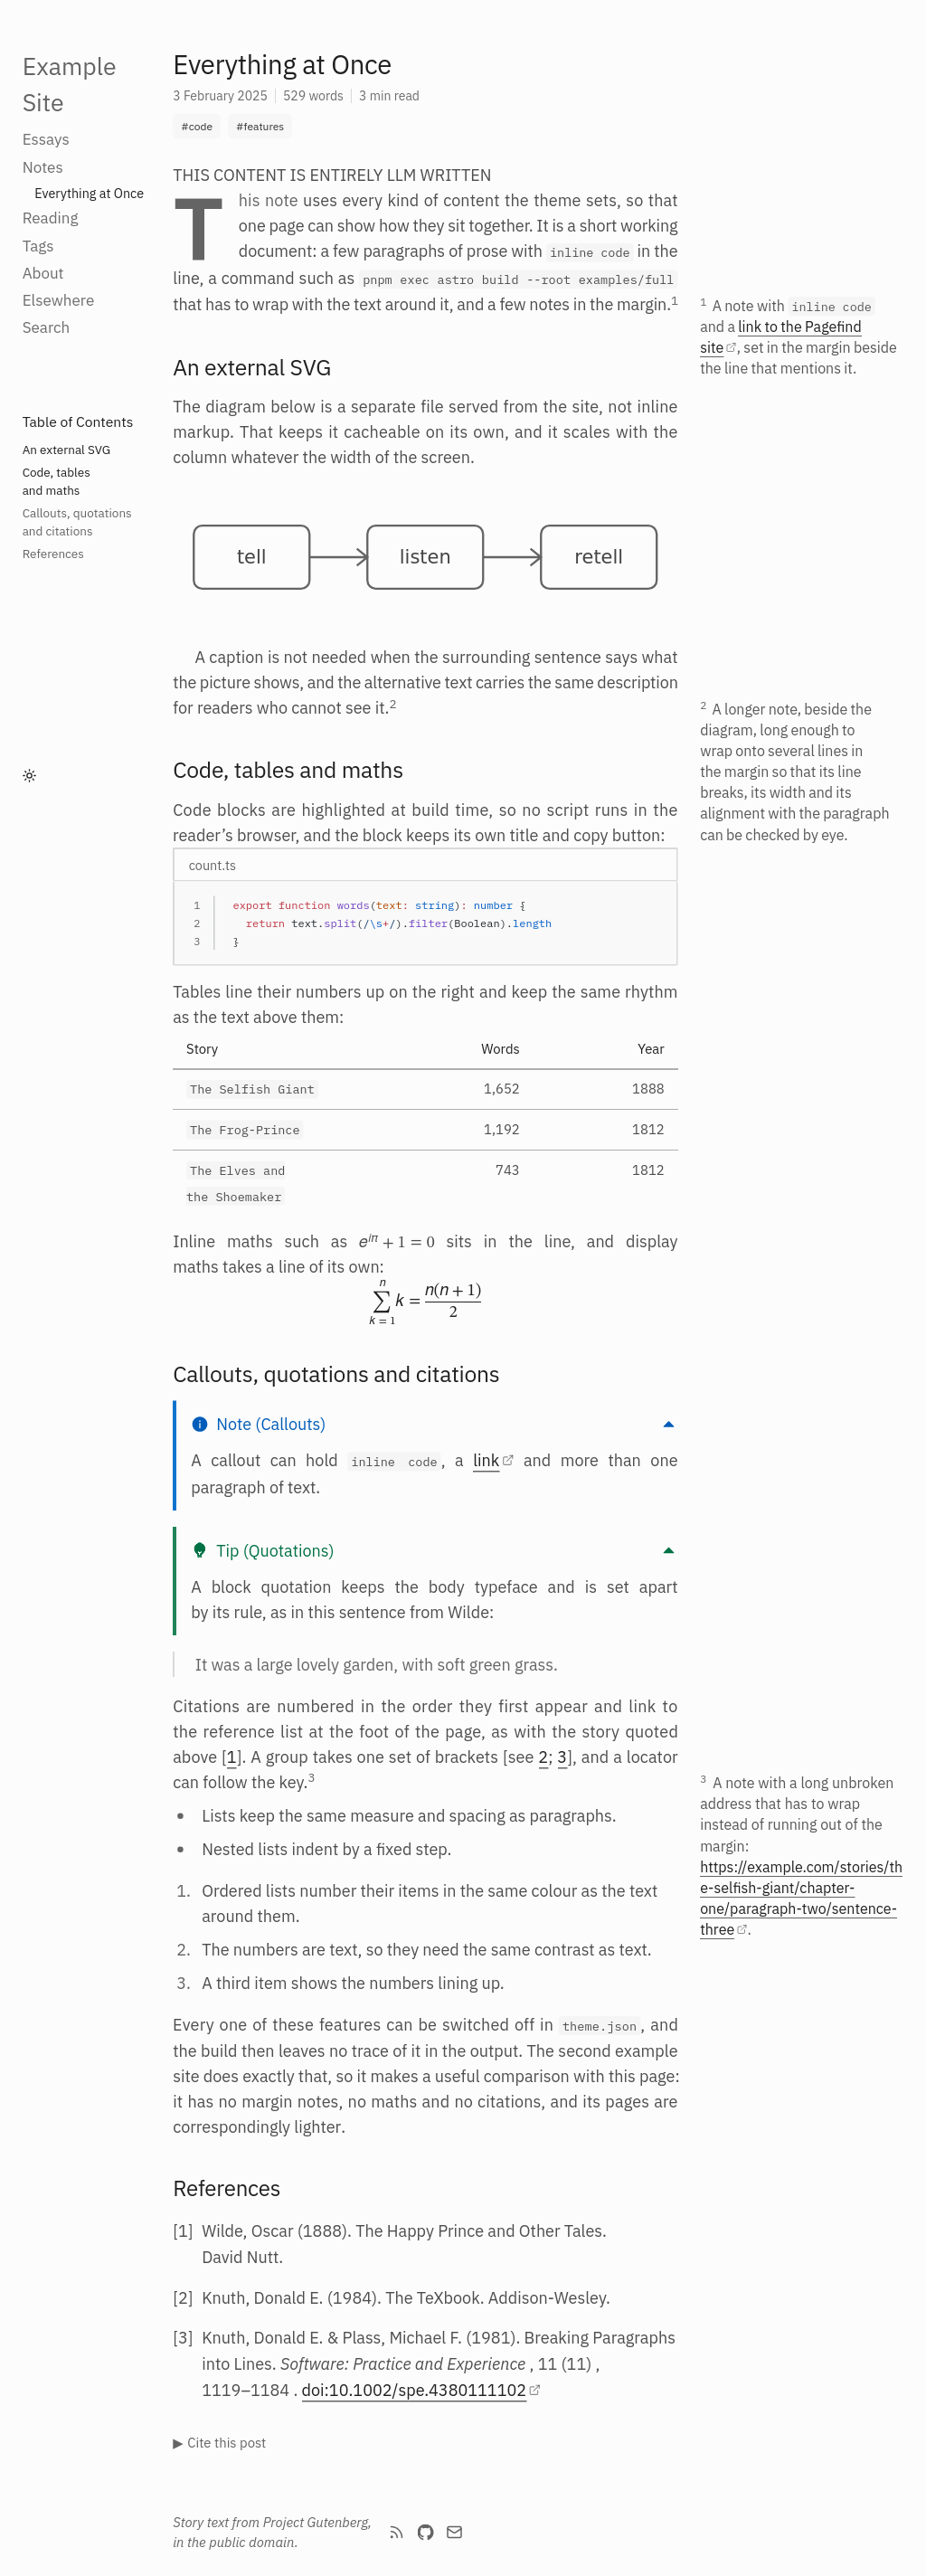 Example
Site
Essays
Notes
Everything at Once
Reading
Tags
About
Elsewhere
Search
Table of Contents
An external SVG
Code, tables
and maths
Callouts, quotations
and citations
References
Everything at Once
3 February 2025 529 words 3 min read
#code #features
THIS CONTENT IS ENTIRELY LLM WRITTEN
This note uses every kind of content the theme sets, so that
one page can show how they sit together. It is a short working
document: a few paragraphs of prose with inline code in the
line, a command such as pnpm exec astro build --root examples/full
that has to wrap with the text around it, and a few notes in the margin.1
1 A note with inline code
and a link to the Pagefind
site, set in the margin beside
the line that mentions it.
An external SVG
The diagram below is a separate file served from the site, not inline
markup. That keeps it cacheable on its own, and it scales with the
column whatever the width of the screen.
tell listen retell
A caption is not needed when the surrounding sentence says what
the picture shows, and the alternative text carries the same description
for readers who cannot see it.2
2 A longer note, beside the
diagram, long enough to
wrap onto several lines in
the margin so that its line
breaks, its width and its
alignment with the paragraph
can be checked by eye.
Code, tables and maths
Code blocks are highlighted at build time, so no script runs in the
reader’s browser, and the block keeps its own title and copy button:
count.ts
1 export function words(text: string): number {
2 return text.split(/\s+/).filter(Boolean).length
3 }
Tables line their numbers up on the right and keep the same rhythm
as the text above them:
Story Words Year
The Selfish Giant 1,652 1888
The Frog-Prince 1,192 1812
The Elves and 743 1812
the Shoemaker
Inline maths such as e^{iπ} + 1 = 0 sits in the line, and display
maths takes a line of its own:
∑_{k=1}^{n} k = n(n + 1)/2
Callouts, quotations and citations
Note (Callouts)
A callout can hold inline code, a link and more than one
paragraph of text.
Tip (Quotations)
A block quotation keeps the body typeface and is set apart
by its rule, as in this sentence from Wilde:
It was a large lovely garden, with soft green grass.
Citations are numbered in the order they first appear and link to
the reference list at the foot of the page, as with the story quoted
above [1]. A group takes one set of brackets [see 2; 3], and a locator
can follow the key.3
3 A note with a long unbroken
address that has to wrap
instead of running out of the
margin:
https://example.com/stories/th
e-selfish-giant/chapter-
one/paragraph-two/sentence-
three.
• Lists keep the same measure and spacing as paragraphs.
• Nested lists indent by a fixed step.
1. Ordered lists number their items in the same colour as the text
around them.
2. The numbers are text, so they need the same contrast as text.
3. A third item shows the numbers lining up.
Every one of these features can be switched off in theme.json, and
the build then leaves no trace of it in the output. The second example
site does exactly that, so it makes a useful comparison with this page:
it has no margin notes, no maths and no citations, and its pages are
correspondingly lighter.
References
[1] Wilde, Oscar (1888). The Happy Prince and Other Tales.
David Nutt.
[2] Knuth, Donald E. (1984). The TeXbook. Addison-Wesley.
[3] Knuth, Donald E. & Plass, Michael F. (1981). Breaking Paragraphs
into Lines. Software: Practice and Experience , 11 (11) ,
1119–1184 . doi:10.1002/spe.4380111102
▶ Cite this post
Story text from Project Gutenberg,
in the public domain.